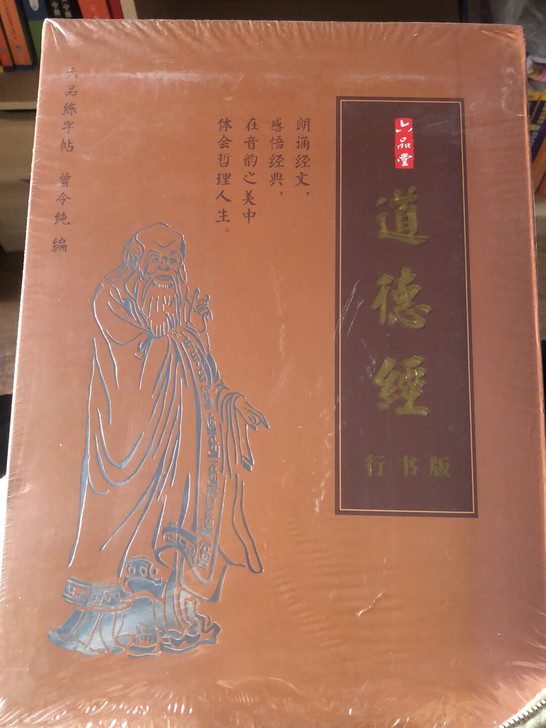 六品堂
道德經
行书版
朗诵经文，
感悟经典，
在音韵之美中
体会哲理人生。
六品练字帖 曾令纯 编